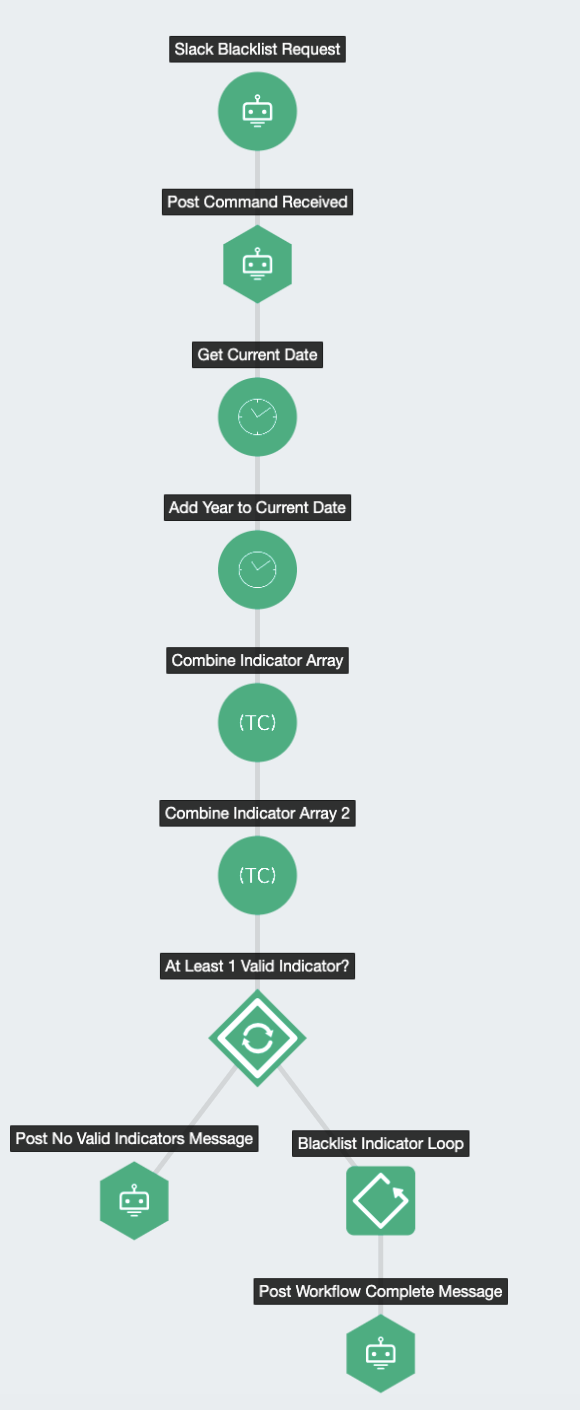 Slack Blacklist Request
Post Command Received
Get Current Date
Add Year to Current Date
Combine Indicator Array
(TC)
Combine Indicator Array 2
(TC)
At Least 1 Valid Indicator?
Post No Valid Indicators Message
Blacklist Indicator Loop
Post Workflow Complete Message